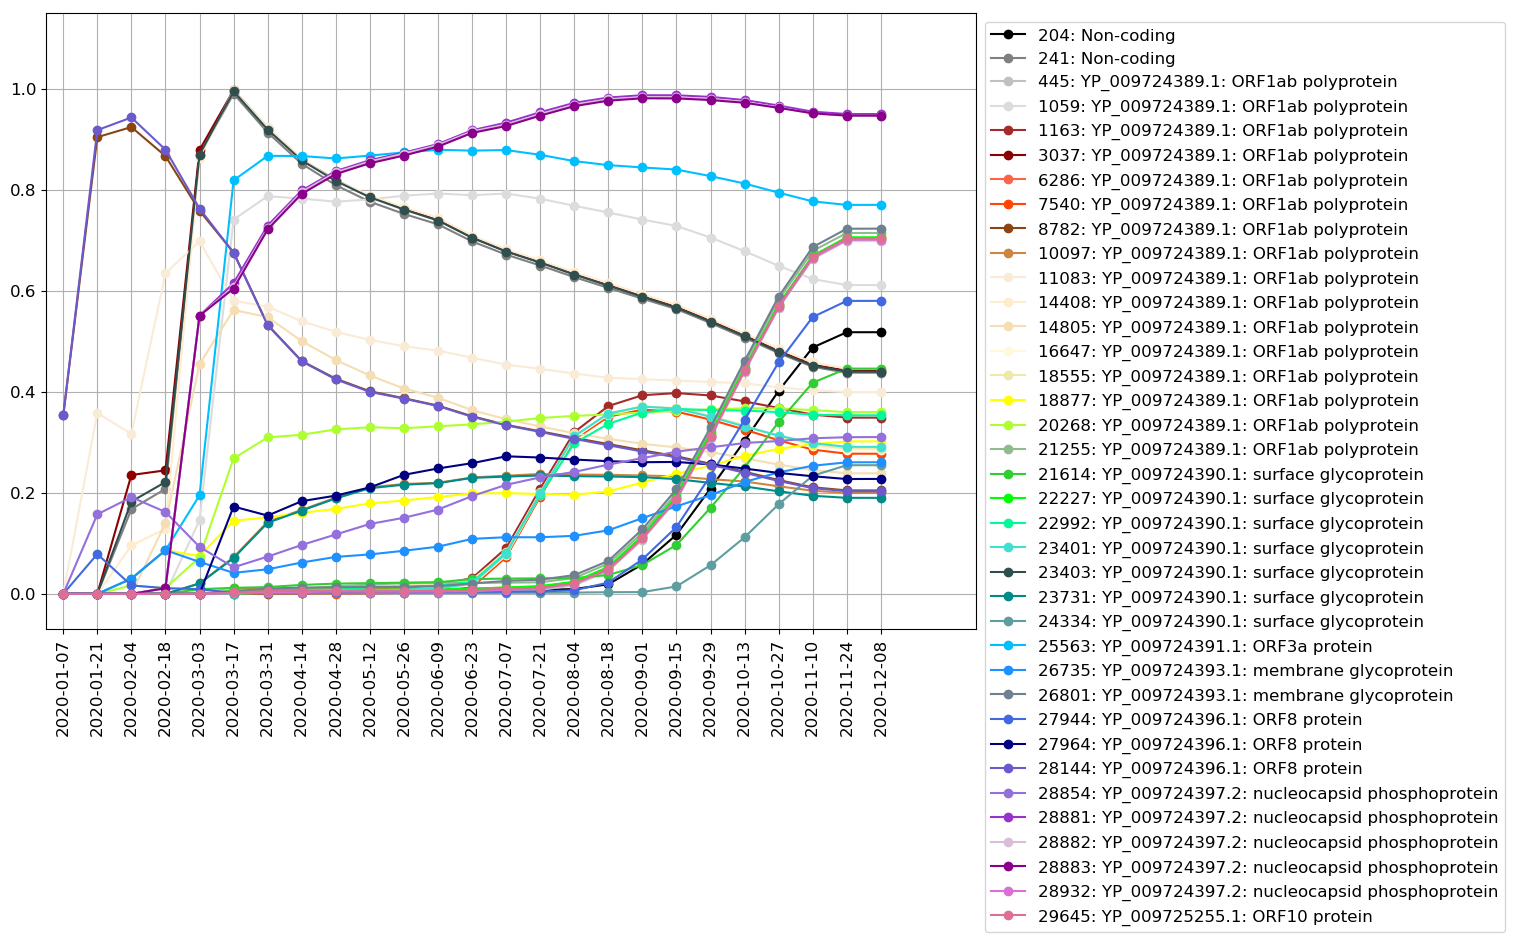 1.0
0.8
0.6
0.4
0.2
0.0
2020-01-07
2020-01-21
2020-02-04
2020-02-18
2020-03-03
2020-03-17
2020-03-31
2020-04-14
2020-04-28
2020-05-12
2020-05-26
2020-06-09
2020-06-23
2020-07-07
2020-07-21
2020-08-04
2020-08-18
2020-09-01
2020-09-15
2020-09-29
2020-10-13
2020-10-27
2020-11-10
2020-11-24
2020-12-08
204: Non-coding
241: Non-coding
445: YP_009724389.1: ORF1ab polyprotein
1059: YP_009724389.1: ORF1ab polyprotein
1163: YP_009724389.1: ORF1ab polyprotein
3037: YP_009724389.1: ORF1ab polyprotein
6286: YP_009724389.1: ORF1ab polyprotein
7540: YP_009724389.1: ORF1ab polyprotein
8782: YP_009724389.1: ORF1ab polyprotein
10097: YP_009724389.1: ORF1ab polyprotein
11083: YP_009724389.1: ORF1ab polyprotein
14408: YP_009724389.1: ORF1ab polyprotein
14805: YP_009724389.1: ORF1ab polyprotein
16647: YP_009724389.1: ORF1ab polyprotein
18555: YP_009724389.1: ORF1ab polyprotein
18877: YP_009724389.1: ORF1ab polyprotein
20268: YP_009724389.1: ORF1ab polyprotein
21255: YP_009724389.1: ORF1ab polyprotein
21614: YP_009724390.1: surface glycoprotein
22227: YP_009724390.1: surface glycoprotein
22992: YP_009724390.1: surface glycoprotein
23401: YP_009724390.1: surface glycoprotein
23403: YP_009724390.1: surface glycoprotein
23731: YP_009724390.1: surface glycoprotein
24334: YP_009724390.1: surface glycoprotein
25563: YP_009724391.1: ORF3a protein
26735: YP_009724393.1: membrane glycoprotein
26801: YP_009724393.1: membrane glycoprotein
27944: YP_009724396.1: ORF8 protein
27964: YP_009724396.1: ORF8 protein
28144: YP_009724396.1: ORF8 protein
28854: YP_009724397.2: nucleocapsid phosphoprotein
28881: YP_009724397.2: nucleocapsid phosphoprotein
28882: YP_009724397.2: nucleocapsid phosphoprotein
28883: YP_009724397.2: nucleocapsid phosphoprotein
28932: YP_009724397.2: nucleocapsid phosphoprotein
29645: YP_009725255.1: ORF10 protein